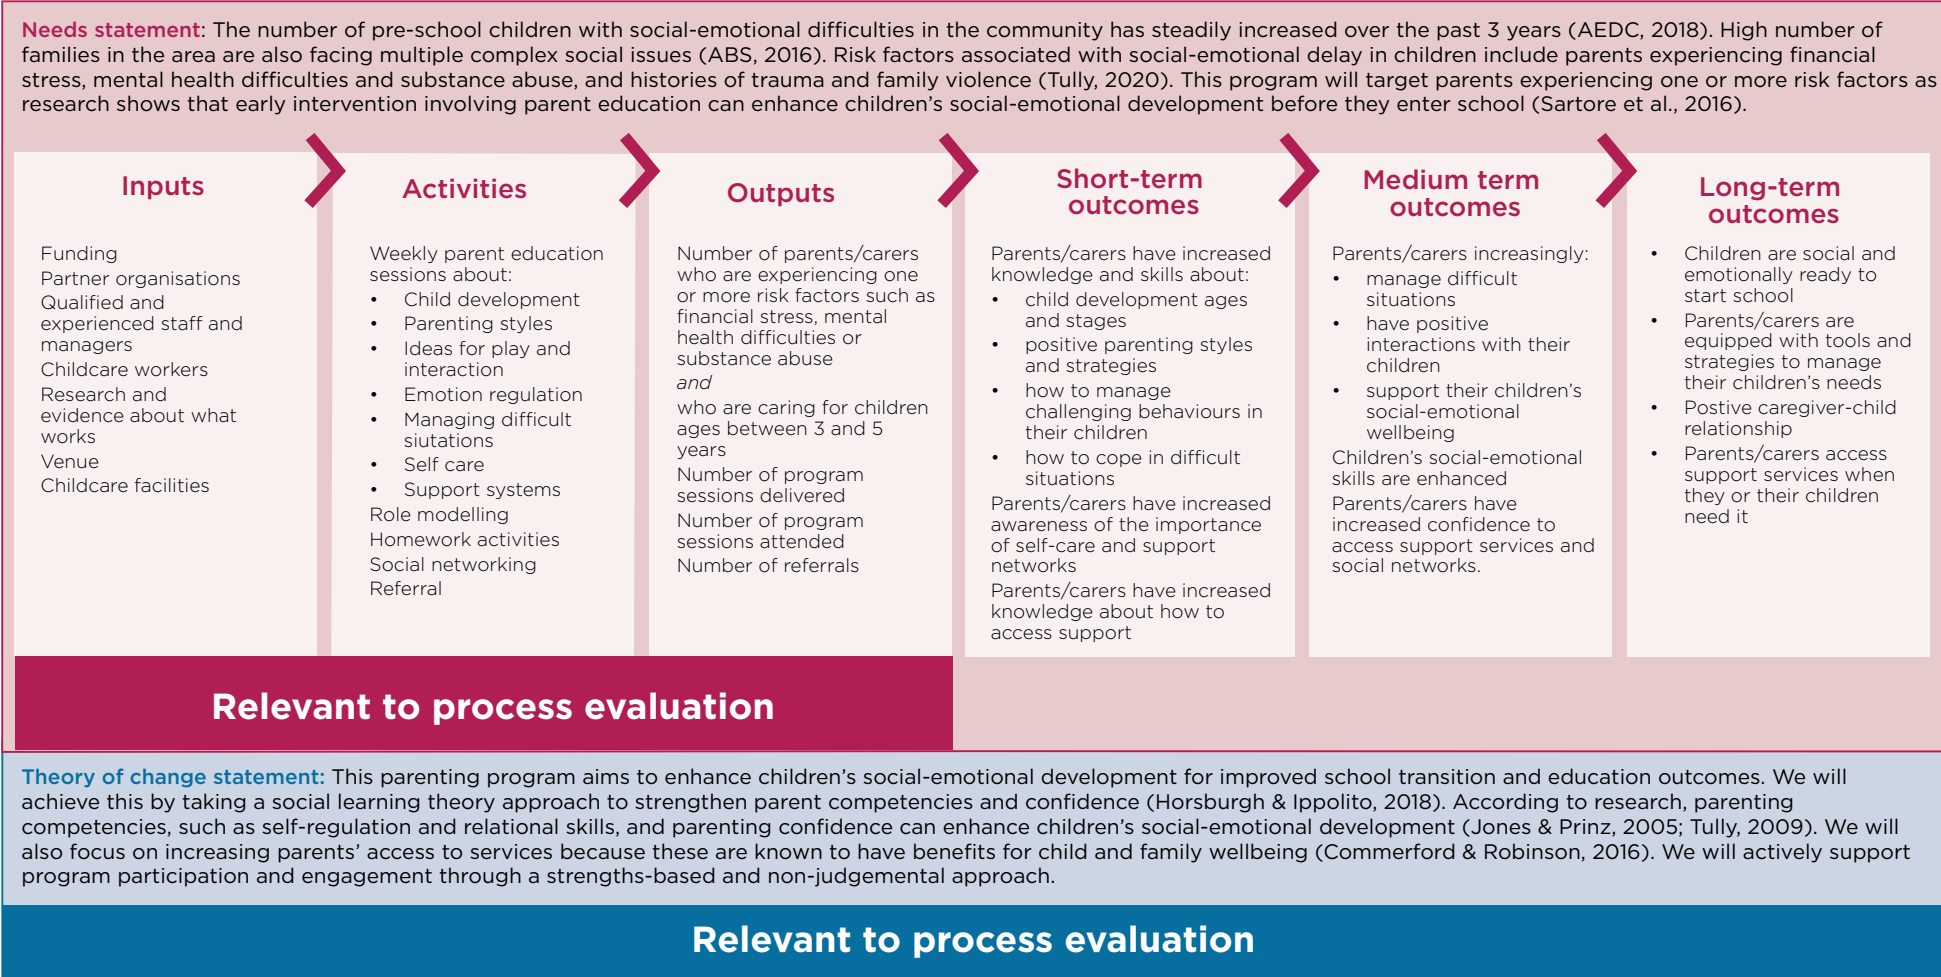 Needs statement: The number of pre-school children with social-emotional difficulties in the community has steadily increased over the past 3 years (AEDC, 2018). High number of
families in the area are also facing multiple complex social issues (ABS, 2016). Risk factors associated with social-emotional delay in children include parents experiencing financial
stress, mental health difficulties and substance abuse, and histories of trauma and family violence (Tully, 2020). This program will target parents experiencing one or more risk factors as
research shows that early intervention involving parent education can enhance children’s social-emotional development before they enter school (Sartore et al., 2016).
Inputs
Funding
Partner organisations
Qualified and
experienced staff and
managers
Childcare workers
Research and
evidence about what
works
Venue
Childcare facilities
Activities
Weekly parent education
sessions about:
• Child development
• Parenting styles
• Ideas for play and
interaction
• Emotion regulation
• Managing difficult
siutations
• Self care
• Support systems
Role modelling
Homework activities
Social networking
Referral
Outputs
Number of parents/carers
who are experiencing one
or more risk factors such as
financial stress, mental
health difficulties or
substance abuse
and
who are caring for children
ages between 3 and 5
years
Number of program
sessions delivered
Number of program
sessions attended
Number of referrals
Short-term
outcomes
Parents/carers have increased
knowledge and skills about:
• child development ages
and stages
• positive parenting styles
and strategies
• how to manage
challenging behaviours in
their children
• how to cope in difficult
situations
Parents/carers have increased
awareness of the importance
of self-care and support
networks
Parents/carers have increased
knowledge about how to
access support
Medium term
outcomes
Parents/carers increasingly:
• manage difficult
situations
• have positive
interactions with their
children
• support their children’s
social-emotional
wellbeing
Children’s social-emotional
skills are enhanced
Parents/carers have
increased confidence to
access support services and
social networks.
Long-term
outcomes
• Children are social and
emotionally ready to
start school
• Parents/carers are
equipped with tools and
strategies to manage
their children’s needs
• Postive caregiver-child
relationship
• Parents/carers access
support services when
they or their children
need it
Relevant to process evaluation
Theory of change statement: This parenting program aims to enhance children’s social-emotional development for improved school transition and education outcomes. We will
achieve this by taking a social learning theory approach to strengthen parent competencies and confidence (Horsburgh & Ippolito, 2018). According to research, parenting
competencies, such as self-regulation and relational skills, and parenting confidence can enhance children’s social-emotional development (Jones & Prinz, 2005; Tully, 2009). We will
also focus on increasing parents’ access to services because these are known to have benefits for child and family wellbeing (Commerford & Robinson, 2016). We will actively support
program participation and engagement through a strengths-based and non-judgemental approach.
Relevant to process evaluation